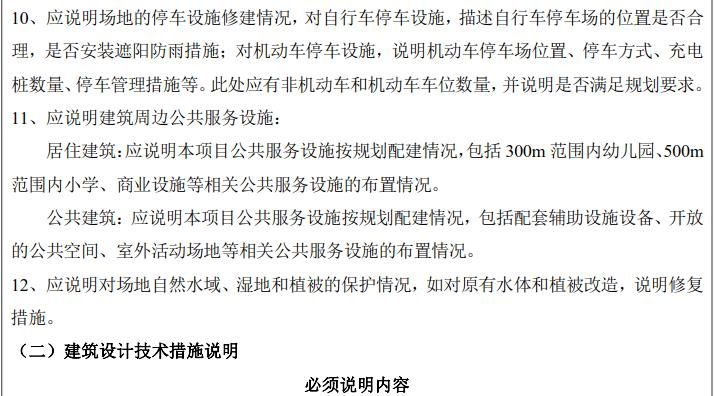 10、应说明场地的停车设施修建情况，对自行车停车设施，描述自行车停车场的位置是否合
理，是否安装遮阳防雨措施；对机动车停车设施，说明机动车停车场位置、停车方式、充电
桩数量、停车管理措施等。此处应有非机动车和机动车车位数量，并说明是否满足规划要求。
11、应说明建筑周边公共服务设施：
居住建筑：应说明本项目公共服务设施按规划配建情况，包括 300m 范围内幼儿园、500m
范围内小学、商业设施等相关公共服务设施的布置情况。
公共建筑：应说明本项目公共服务设施按规划配建情况，包括配套辅助设施设备、开放
的公共空间、室外活动场地等相关公共服务设施的布置情况。
12、应说明对场地自然水域、湿地和植被的保护情况，如对原有水体和植被改造，说明修复
措施。
（二）建筑设计技术措施说明
必须说明内容